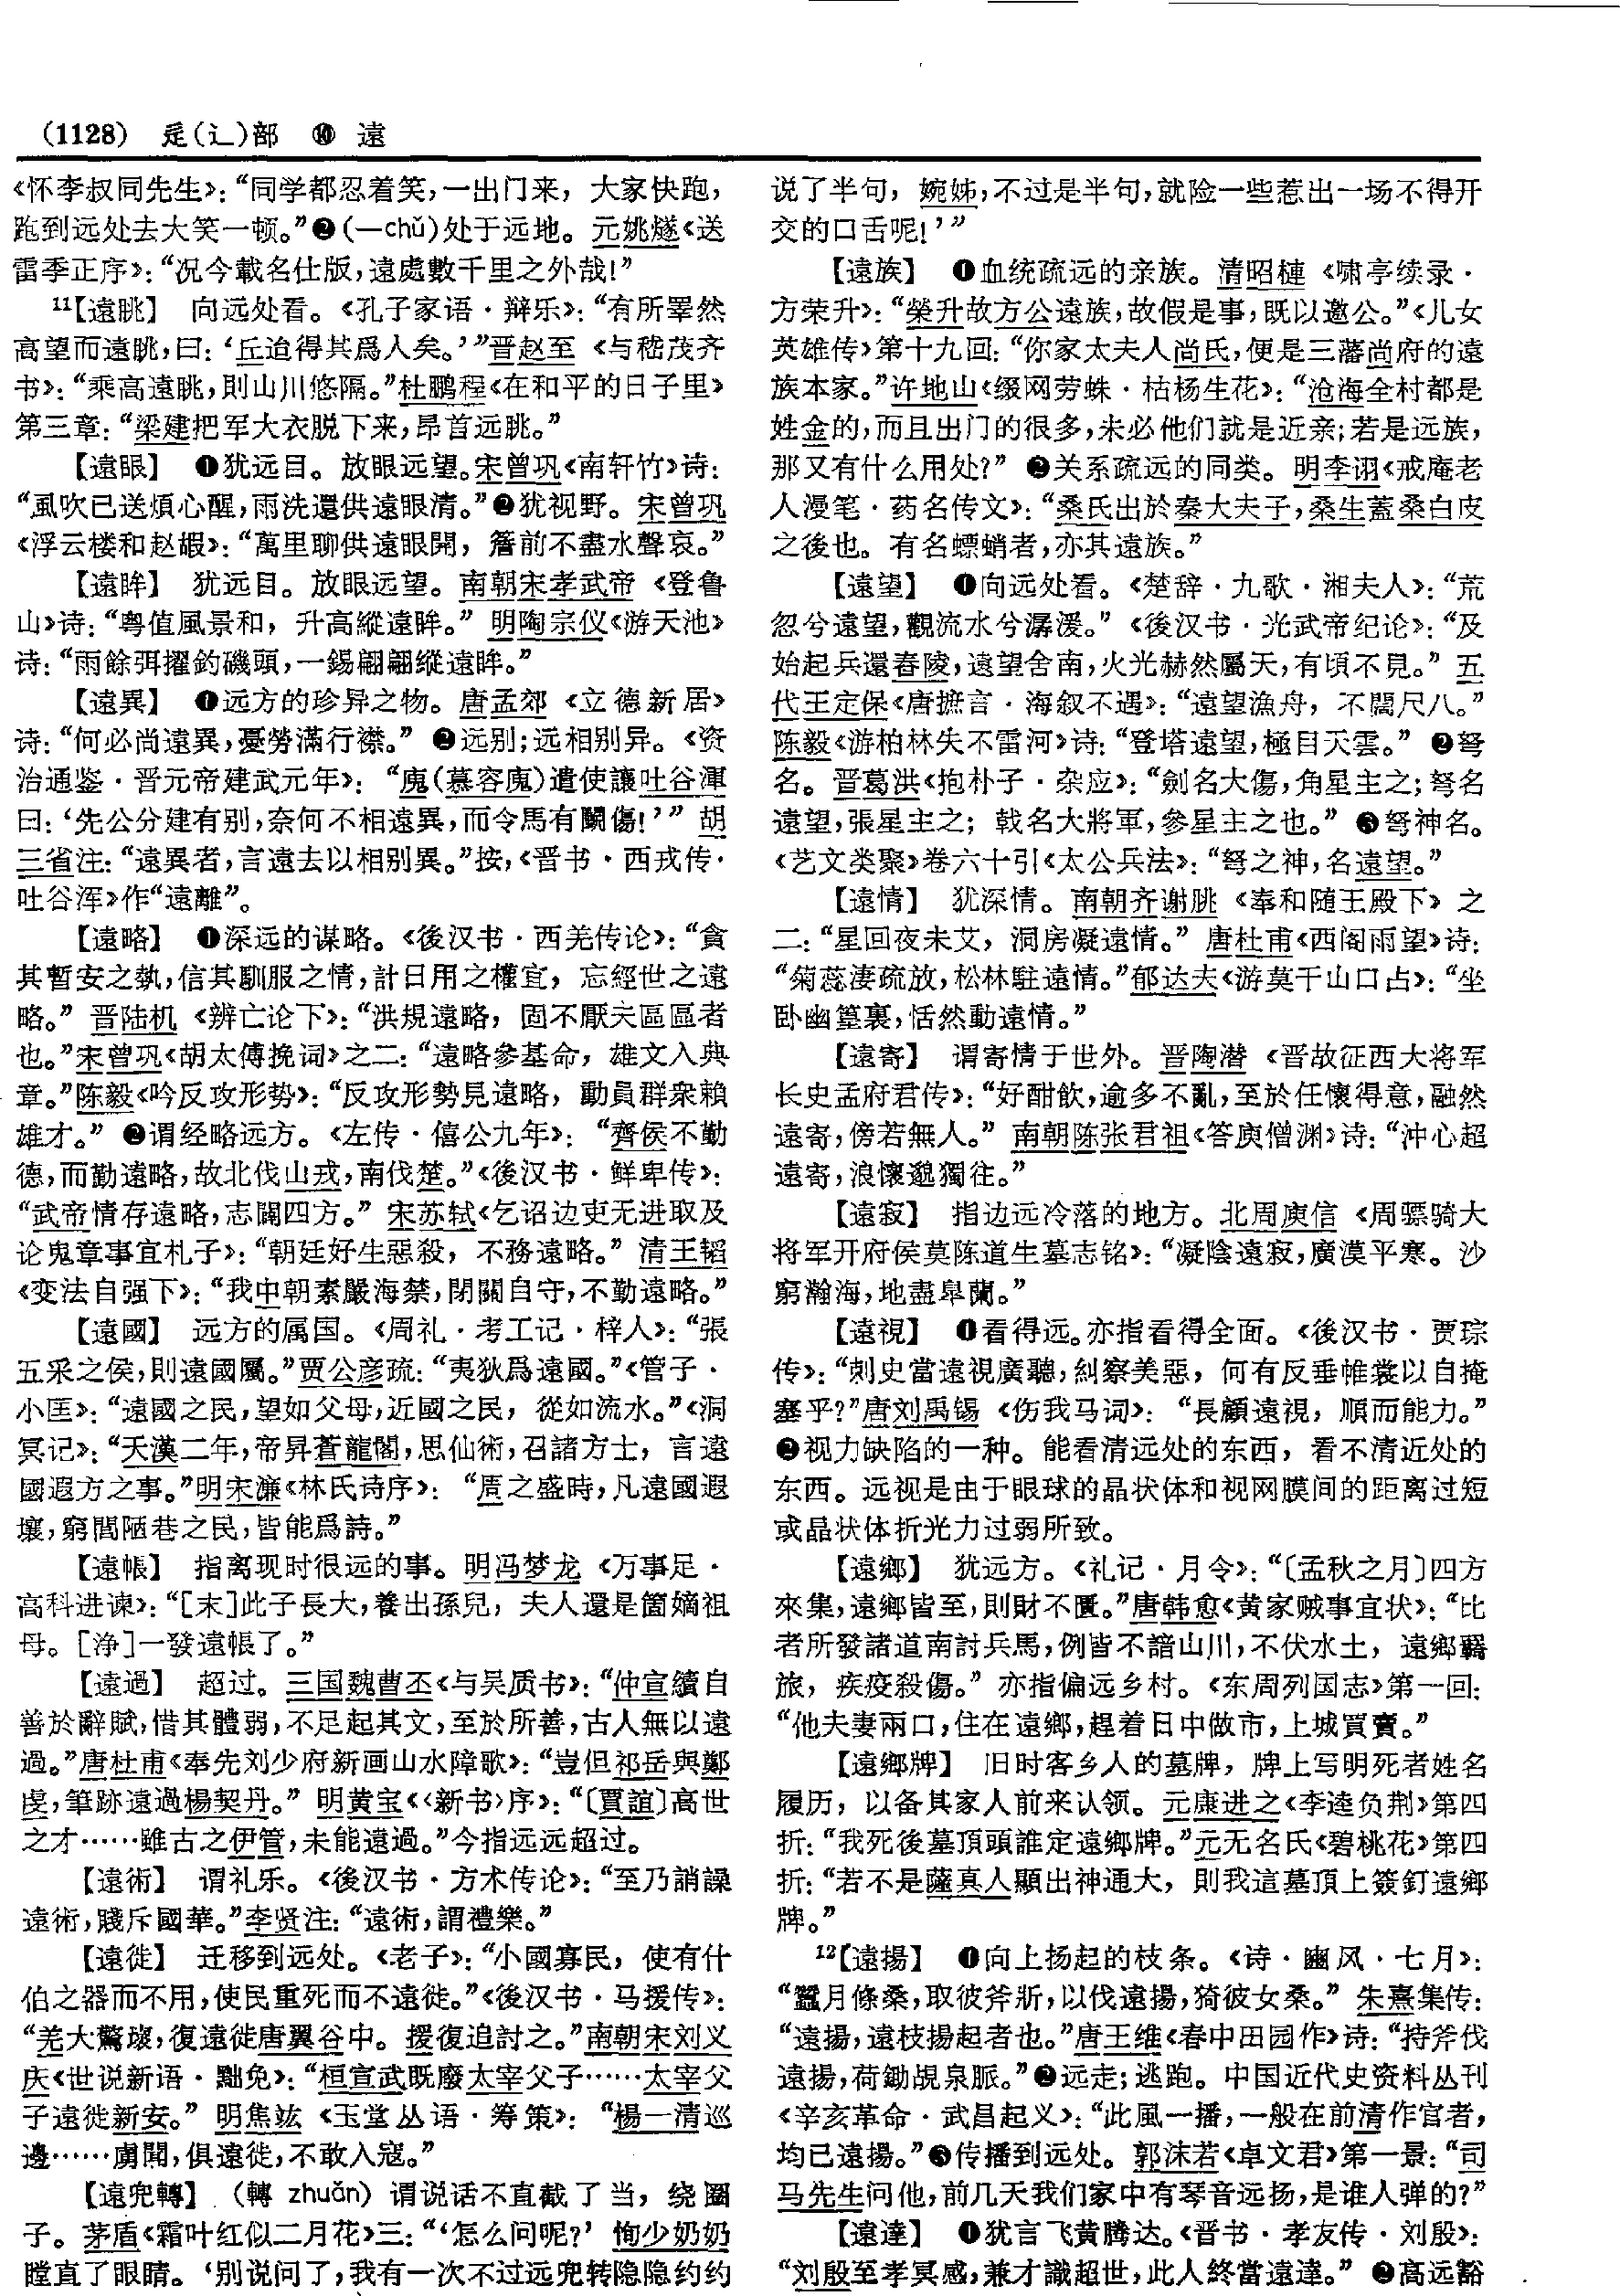 (1128) 辵(辶)部 ⑩ 遠
《怀李叔同先生》：“同学都忍着笑，一出门来，大家快跑，
跑到远处去大笑一顿。”❷(—chǔ)处于远地。元姚燧《送
雷季正序》：“况今載名仕版，遠處數千里之外哉！”
11【遠眺】 向远处看。《孔子家语·辩乐》：“有所睪然
高望而遠眺，曰：‘丘迨得其爲人矣。’”晋赵至《与嵇茂齐
书》：“乘高遠眺，則山川悠隔。”杜鹏程《在和平的日子里》
第三章：“梁建把军大衣脱下来，昂首远眺。”
【遠眼】 ❶犹远目。放眼远望。宋曾巩《南轩竹》诗：
“風吹已送煩心醒，雨洗還供遠眼清。”❷犹视野。宋曾巩
《浮云楼和赵嘏》：“萬里聊供遠眼開，簷前不盡水聲哀。”
【遠眸】 犹远目。放眼远望。南朝宋孝武帝《登鲁
山》诗：“粤值風景和，升高縱遠眸。”明陶宗仪《游天池》
诗：“雨餘弭擢釣磯頭，一錫翩翩縱遠眸。”
【遠異】 ❶远方的珍异之物。唐孟郊《立德新居》
诗：“何必尚遠異，憂勞滿行襟。”❷远别；远相别异。《资
治通鉴·晋元帝建武元年》：“廆(慕容廆)遣使讓吐谷渾
曰：‘先公分建有别，奈何不相遠異，而令馬有鬭傷！’”胡
三省注：“遠異者，言遠去以相别異。”按，《晋书·西戎传·
吐谷浑》作“遠離”。
【遠略】 ❶深远的谋略。《後汉书·西羌传论》：“貪
其暫安之埶，信其馴服之情，計日用之權宜，忘經世之遠
略。”晋陆机《辨亡论下》：“洪規遠略，固不厭夫區區者
也。”宋曾巩《胡太傅挽词》之二：“遠略參基命，雄文入典
章。”陈毅《吟反攻形势》：“反攻形勢見遠略，動員群衆賴
雄才。”❷谓经略远方。《左传·僖公九年》：“齊侯不勤
德，而勤遠略，故北伐山戎，南伐楚。”《後汉书·鲜卑传》：
“武帝情存遠略，志闢四方。”宋苏轼《乞诏边吏无进取及
论鬼章事宜札子》：“朝廷好生惡殺，不務遠略。”清王韬
《变法自强下》：“我中朝素嚴海禁，閉關自守，不勤遠略。”
【遠國】 远方的属国。《周礼·考工记·梓人》：“張
五采之侯，則遠國屬。”贾公彦疏：“夷狄爲遠國。”《管子·
小匡》：“遠國之民，望如父母，近國之民，從如流水。”《洞
冥记》：“天漢二年，帝昇蒼龍閣，思仙術，召諸方士，言遠
國遐方之事。”明宋濂《林氏诗序》：“周之盛時，凡遠國遐
壤，窮閭陋巷之民，皆能爲詩。”
【遠帳】 指离现时很远的事。明冯梦龙《万事足·
高科进谏》：“[末]此子長大，養出孫兒，夫人還是箇嫡祖
母。[净]一發遠帳了。”
【遠過】 超过。三国魏曹丕《与吴质书》：“仲宣續自
善於辭賦，惜其體弱，不足起其文，至於所善，古人無以遠
過。”唐杜甫《奉先刘少府新画山水障歌》：“豈但祁岳與鄭
虔，筆跡遠過楊契丹。”明黄宝《〈新书〉序》：“〔賈誼〕高世
之才……雖古之伊管，未能遠過。”今指远远超过。
【遠術】 谓礼乐。《後汉书·方术传论》：“至乃誚譟
遠術，賤斥國華。”李贤注：“遠術，謂禮樂。”
【遠徙】 迁移到远处。《老子》：“小國寡民，使有什
伯之器而不用，使民重死而不遠徙。”《後汉书·马援传》：
“羌大驚壞，復遠徙唐翼谷中。援復追討之。”南朝宋刘义
庆《世说新语·黜免》：“桓宣武既廢太宰父子……太宰父
子遠徙新安。”明焦竑《玉堂丛语·筹策》：“楊一清巡
邊……虜聞，俱遠徙，不敢入寇。”
【遠兜轉】 (轉 zhuǎn)谓说话不直截了当，绕圈
子。茅盾《霜叶红似二月花》三：“‘怎么问呢？’恂少奶奶
瞠直了眼睛。‘别说问了，我有一次不过远兜转隐隐约约
说了半句，婉姊，不过是半句，就险一些惹出一场不得开
交的口舌呢！’”
【遠族】 ❶血统疏远的亲族。清昭槤《啸亭续录·
方荣升》：“榮升故方公遠族，故假是事，既以邀公。”《儿女
英雄传》第十九回：“你家太夫人尚氏，便是三藩尚府的遠
族本家。”许地山《缀网劳蛛·枯杨生花》：“沧海全村都是
姓金的，而且出门的很多，未必他们就是近亲；若是远族，
那又有什么用处？”❷关系疏远的同类。明李诩《戒庵老
人漫笔·药名传文》：“桑氏出於秦大夫子，桑生蓋桑白皮
之後也。有名螵蛸者，亦其遠族。”
【遠望】 ❶向远处看。《楚辞·九歌·湘夫人》：“荒
忽兮遠望，觀流水兮潺湲。”《後汉书·光武帝纪论》：“及
始起兵還舂陵，遠望舍南，火光赫然屬天，有頃不見。”五
代王定保《唐摭言·海叙不遇》：“遠望漁舟，不闊尺八。”
陈毅《游柏林失不雷河》诗：“登塔遠望，極目天雲。”❷弩
名。晋葛洪《抱朴子·杂应》：“劍名大傷，角星主之；弩名
遠望，張星主之；戟名大將軍，參星主之也。”❸弩神名。
《艺文类聚》卷六十引《太公兵法》：“弩之神，名遠望。”
【遠情】 犹深情。南朝齐谢朓《奉和随王殿下》之
二：“星回夜未艾，洞房凝遠情。”唐杜甫《西阁雨望》诗：
“菊蕊淒疏放，松林駐遠情。”郁达夫《游莫干山口占》：“坐
卧幽篁裏，恬然動遠情。”
【遠寄】 谓寄情于世外。晋陶潜《晋故征西大将军
长史孟府君传》：“好酣飲，逾多不亂，至於任懷得意，融然
遠寄，傍若無人。”南朝陈张君祖《答庾僧渊》诗：“沖心超
遠寄，浪懷邈獨往。”
【遠寂】 指边远冷落的地方。北周庾信《周骠骑大
将军开府侯莫陈道生墓志铭》：“凝陰遠寂，廣漠平寒。沙
窮瀚海，地盡皋蘭。”
【遠視】 ❶看得远。亦指看得全面。《後汉书·贾琮
传》：“刺史當遠視廣聽，糾察美惡，何有反垂帷裳以自掩
塞乎？”唐刘禹锡《伤我马词》：“長顧遠視，順而能力。”
❷视力缺陷的一种。能看清远处的东西，看不清近处的
东西。远视是由于眼球的晶状体和视网膜间的距离过短
或晶状体折光力过弱所致。
【遠鄉】 犹远方。《礼记·月令》：“〔孟秋之月〕四方
來集，遠鄉皆至，則財不匱。”唐韩愈《黄家贼事宜状》：“比
者所發諸道南討兵馬，例皆不諳山川，不伏水土，遠鄉羈
旅，疾疫殺傷。”亦指偏远乡村。《东周列国志》第一回：
“他夫妻兩口，住在遠鄉，趕着日中做市，上城買賣。”
【遠鄉牌】 旧时客乡人的墓牌，牌上写明死者姓名
履历，以备其家人前来认领。元康进之《李逵负荆》第四
折：“我死後墓頂頭誰定遠鄉牌。”元无名氏《碧桃花》第四
折：“若不是薩真人顯出神通大，則我這墓頂上簽釘遠鄉
牌。”
12【遠揚】 ❶向上扬起的枝条。《诗·豳风·七月》：
“蠶月條桑，取彼斧斨，以伐遠揚，猗彼女桑。”朱熹集传：
“遠揚，遠枝揚起者也。”唐王维《春中田园作》诗：“持斧伐
遠揚，荷鋤覘泉脈。”❷远走；逃跑。中国近代史资料丛刊
《辛亥革命·武昌起义》：“此風一播，一般在前清作官者，
均已遠揚。”❸传播到远处。郭沫若《卓文君》第一景：“司
马先生问他，前几天我们家中有琴音远扬，是谁人弹的？”
【遠達】 ❶犹言飞黄腾达。《晋书·孝友传·刘殷》：
“刘殷至孝冥感，兼才識超世，此人終當遠達。”❷高远豁